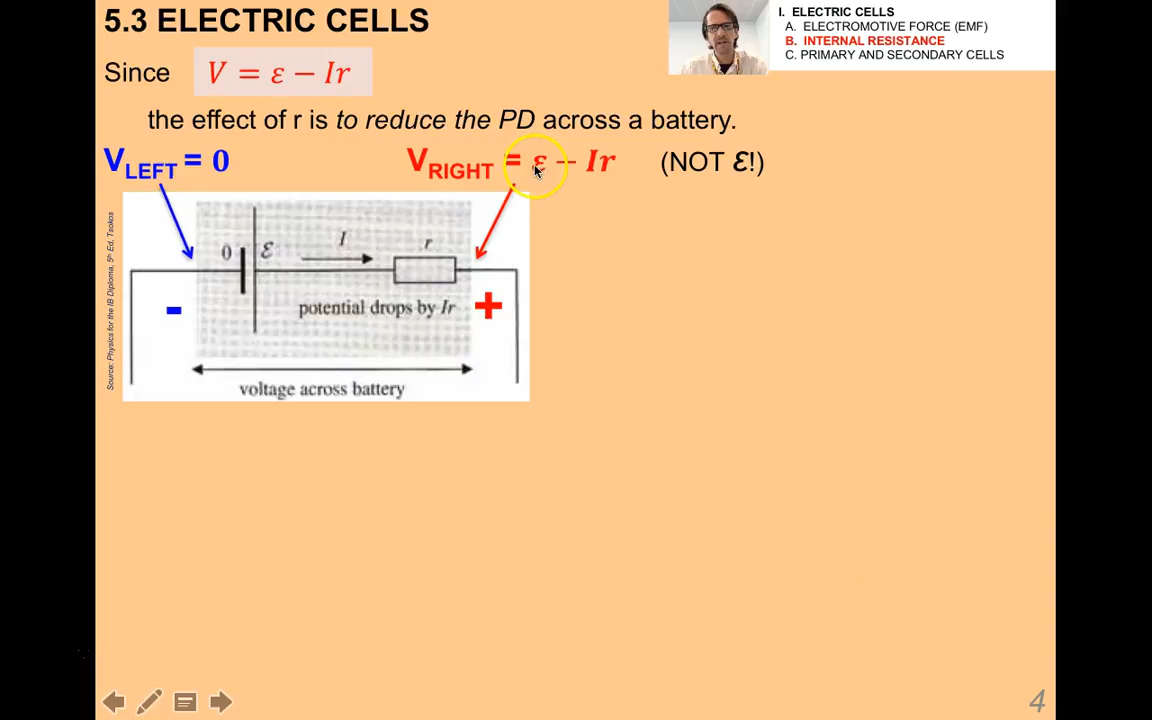 5.3 ELECTRIC CELLS
I. ELECTRIC CELLS
A. ELECTROMOTIVE FORCE (EMF)
B. INTERNAL RESISTANCE
C. PRIMARY AND SECONDARY CELLS
Since V = ε − Ir
the effect of r is to reduce the PD across a battery.
V_LEFT = 0 V_RIGHT = ε − Ir (NOT ε!)
Source: Physics for the IB Diploma, 5th Ed, Tsokos
0 ℰ I r
potential drops by Ir
- +
voltage across battery
4